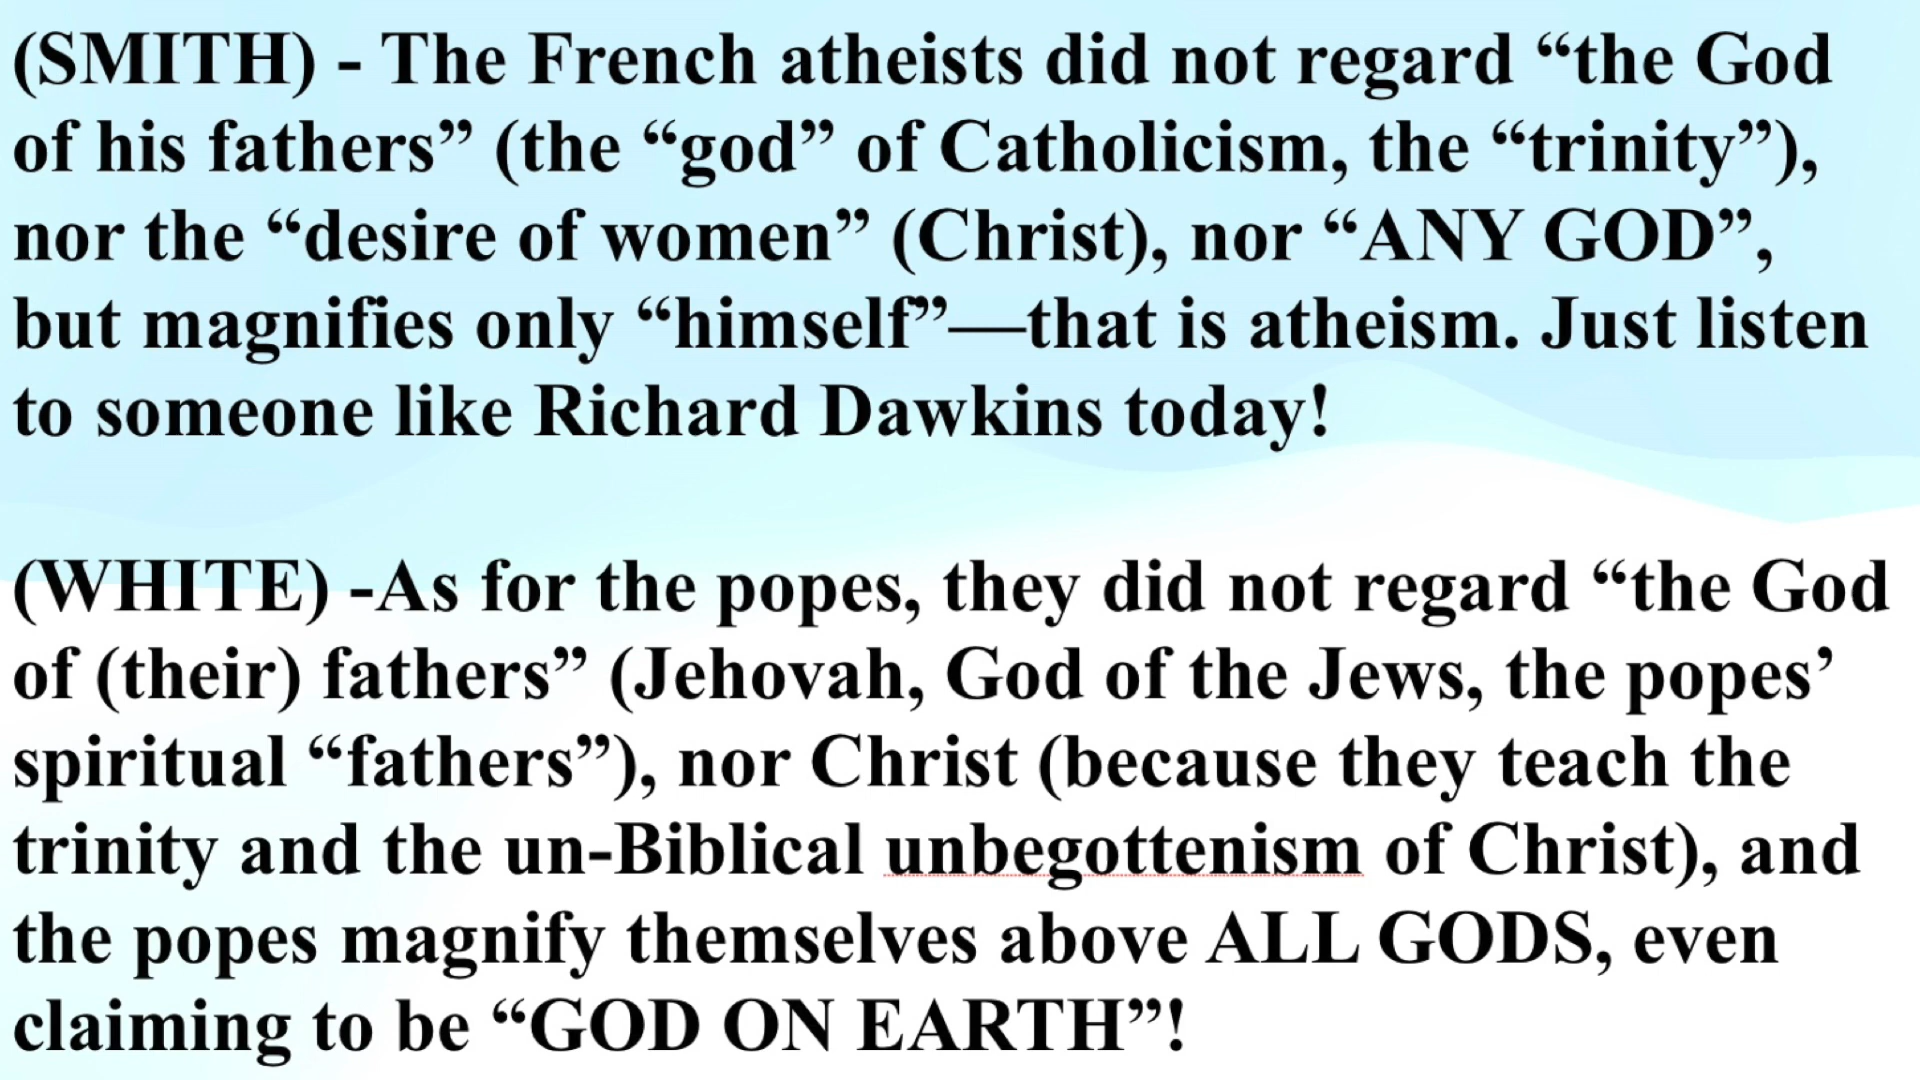 (SMITH) - The French atheists did not regard “the God
of his fathers” (the “god” of Catholicism, the “trinity”),
nor the “desire of women” (Christ), nor “ANY GOD”,
but magnifies only “himself”—that is atheism. Just listen
to someone like Richard Dawkins today!
(WHITE) -As for the popes, they did not regard “the God
of (their) fathers” (Jehovah, God of the Jews, the popes’
spiritual “fathers”), nor Christ (because they teach the
trinity and the un-Biblical unbegottenism of Christ), and
the popes magnify themselves above ALL GODS, even
claiming to be “GOD ON EARTH”!